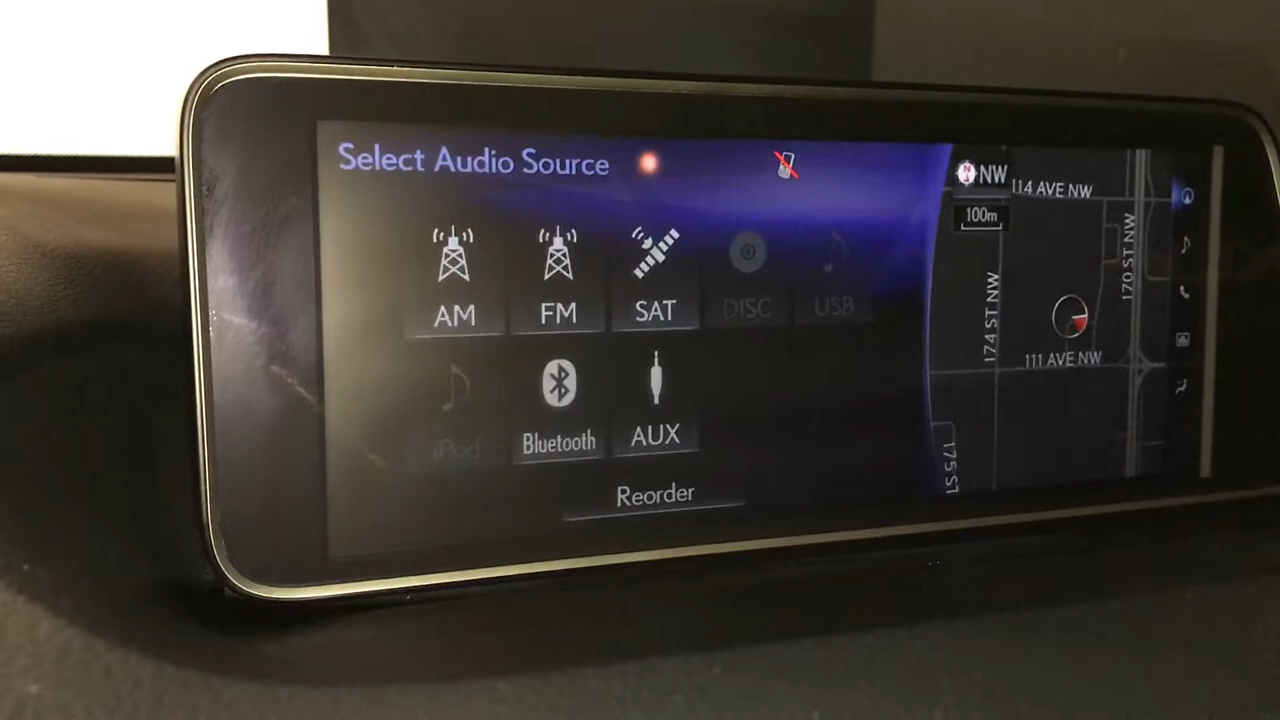 Select Audio Source
AM FM SAT DISC USB
iPod Bluetooth AUX
Reorder
N NW
100m
114 AVE NW
170 ST NW
174 ST NW
111 AVE NW
175 ST